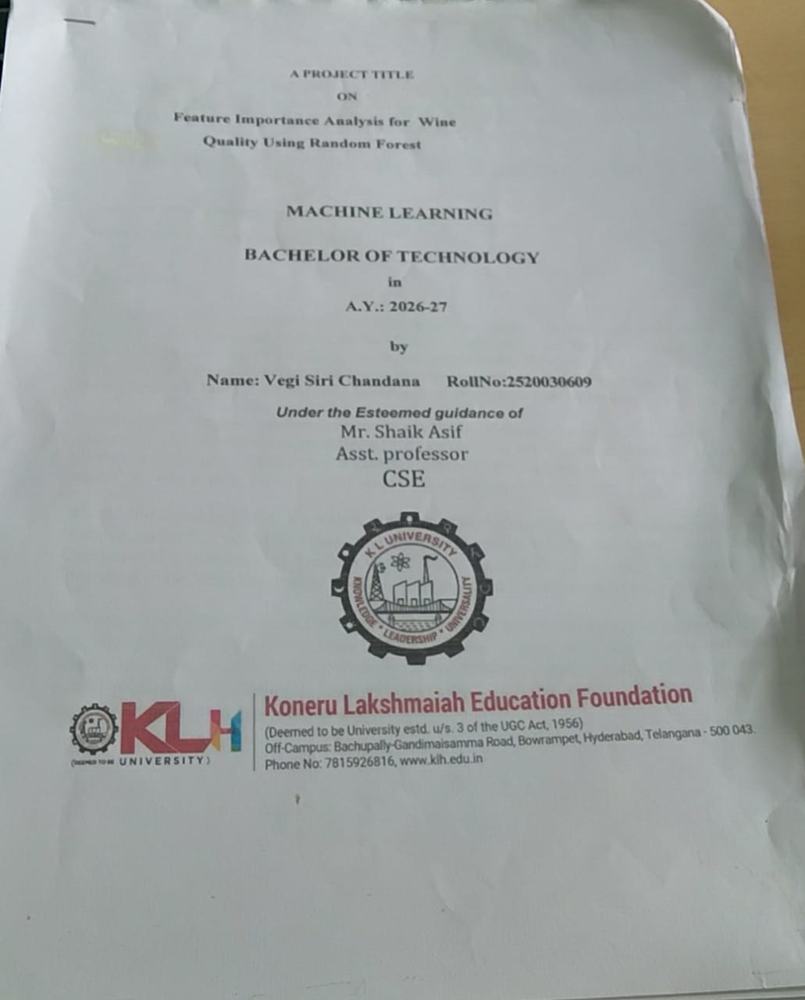 A PROJECT TITLE
ON
Feature Importance Analysis for Wine
Quality Using Random Forest
MACHINE LEARNING
BACHELOR OF TECHNOLOGY
in
A.Y.: 2026-27
by
Name: Vegi Siri Chandana RollNo:2520030609
Under the Esteemed guidance of
Mr. Shaik Asif
Asst. professor
CSE
K L UNIVERSITY
KNOWLEDGE * LEADERSHIP * UNIVERSALITY
KLH
(DEEMED TO BE UNIVERSITY)
Koneru Lakshmaiah Education Foundation
(Deemed to be University estd. u/s. 3 of the UGC Act, 1956)
Off-Campus: Bachupally-Gandimaisamma Road, Bowrampet, Hyderabad, Telangana - 500 043.
Phone No: 7815926816, www.klh.edu.in